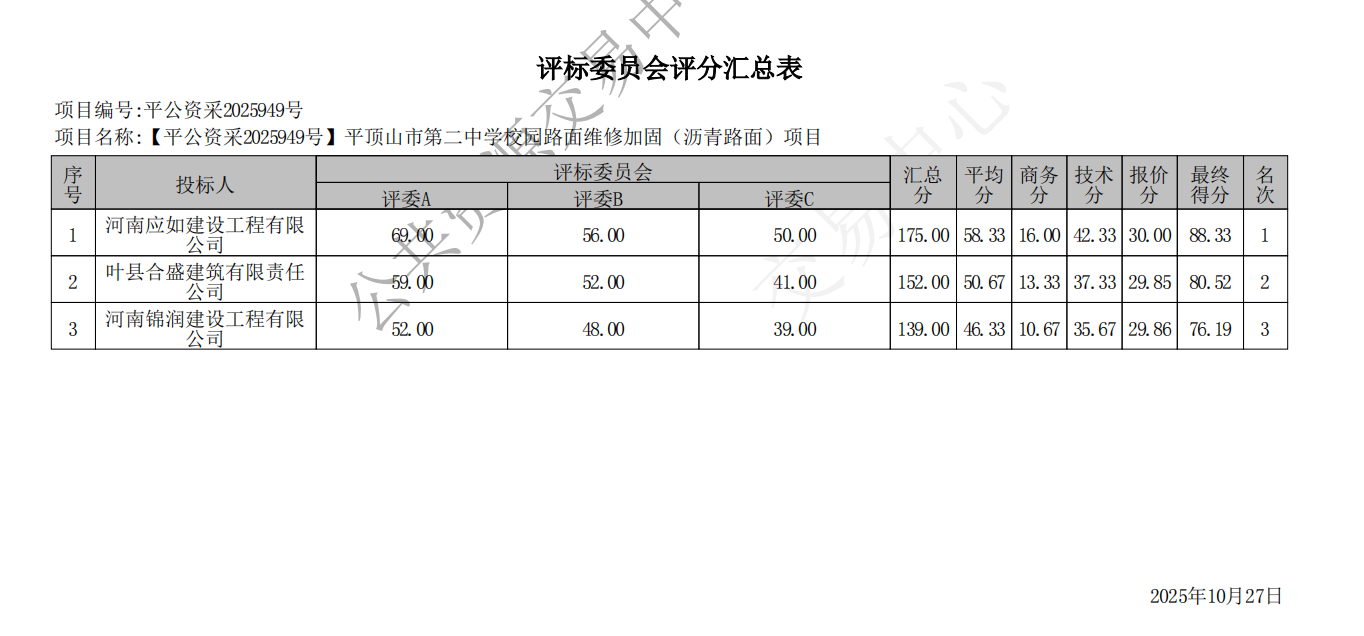 评标委员会评分汇总表
项目编号:平公资采2025949号
项目名称:【平公资采2025949号】平顶山市第二中学校园路面维修加固（沥青路面）项目
序号 投标人 评标委员会 汇总分 平均分 商务分 技术分 报价分 最终得分 名次
评委A 评委B 评委C
1 河南应如建设工程有限公司 69.00 56.00 50.00 175.00 58.33 16.00 42.33 30.00 88.33 1
2 叶县合盛建筑有限责任公司 59.00 52.00 41.00 152.00 50.67 13.33 37.33 29.85 80.52 2
3 河南锦润建设工程有限公司 52.00 48.00 39.00 139.00 46.33 10.67 35.67 29.86 76.19 3
2025年10月27日
公共资源交易中
交易中心